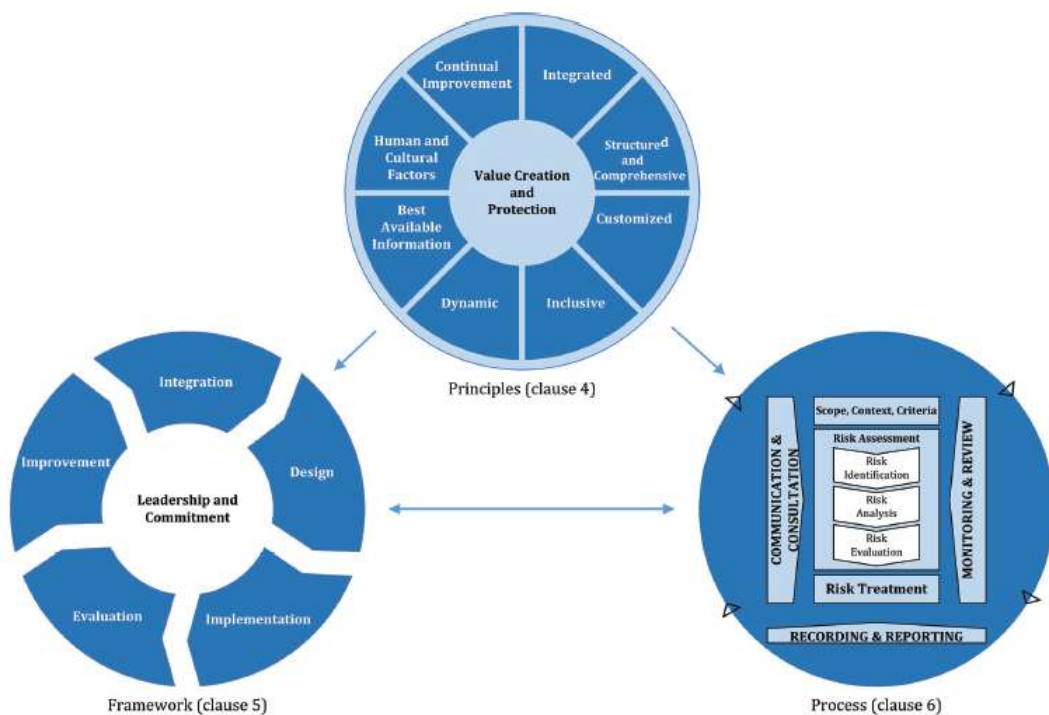 Continual
Improvement
Integrated
Human and
Cultural
Factors
Structured
and
Comprehensive
Value Creation
and
Protection
Best
Available
Information
Customized
Dynamic
Inclusive
Principles (clause 4)
Integration
Improvement
Design
Leadership and
Commitment
Evaluation
Implementation
Framework (clause 5)
Scope, Context, Criteria
Risk Assessment
Risk
Identification
Risk
Analysis
Risk
Evaluation
Risk Treatment
COMMUNICATION &
CONSULTATION
MONITORING & REVIEW
RECORDING & REPORTING
Process (clause 6)